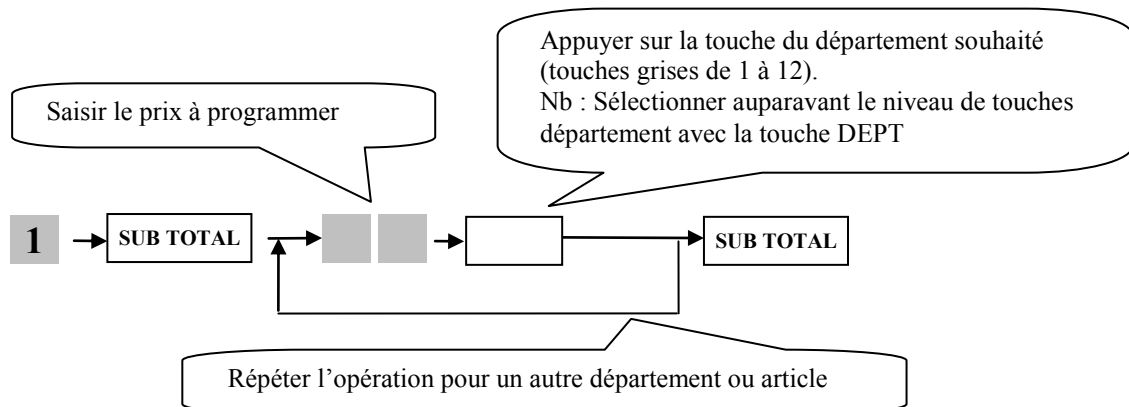 Appuyer sur la touche du département souhaité
(touches grises de 1 à 12).
Nb : Sélectionner auparavant le niveau de touches
département avec la touche DEPT
Saisir le prix à programmer
1
SUB TOTAL
SUB TOTAL
Répéter l’opération pour un autre département ou article